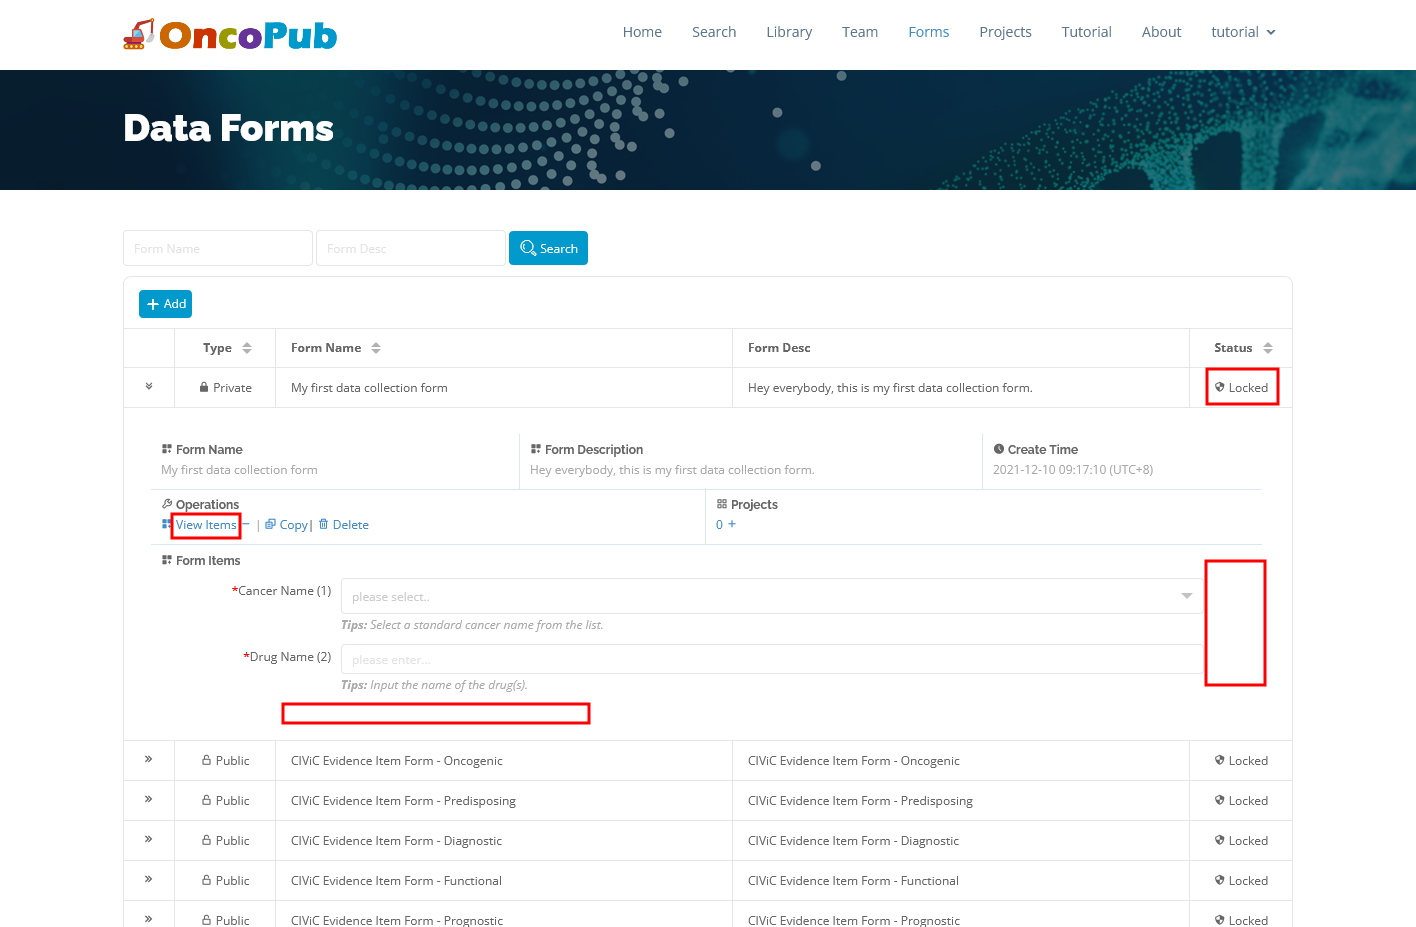 OncoPub
Home Search Library Team Forms Projects Tutorial About tutorial
Data Forms
Form Name Form Desc Search
Add
Type Form Name Form Desc Status
Private My first data collection form Hey everybody, this is my first data collection form. Locked
Form Name Form Description Create Time
My first data collection form Hey everybody, this is my first data collection form. 2021-12-10 09:17:10 (UTC+8)
Operations Projects
View Items − | Copy| Delete 0 +
Form Items
*Cancer Name (1) please select..
Tips: Select a standard cancer name from the list.
*Drug Name (2) please enter...
Tips: Input the name of the drug(s).
Public CIViC Evidence Item Form - Oncogenic CIViC Evidence Item Form - Oncogenic Locked
Public CIViC Evidence Item Form - Predisposing CIViC Evidence Item Form - Predisposing Locked
Public CIViC Evidence Item Form - Diagnostic CIViC Evidence Item Form - Diagnostic Locked
Public CIViC Evidence Item Form - Functional CIViC Evidence Item Form - Functional Locked
Public CIViC Evidence Item Form - Prognostic CIViC Evidence Item Form - Prognostic Locked